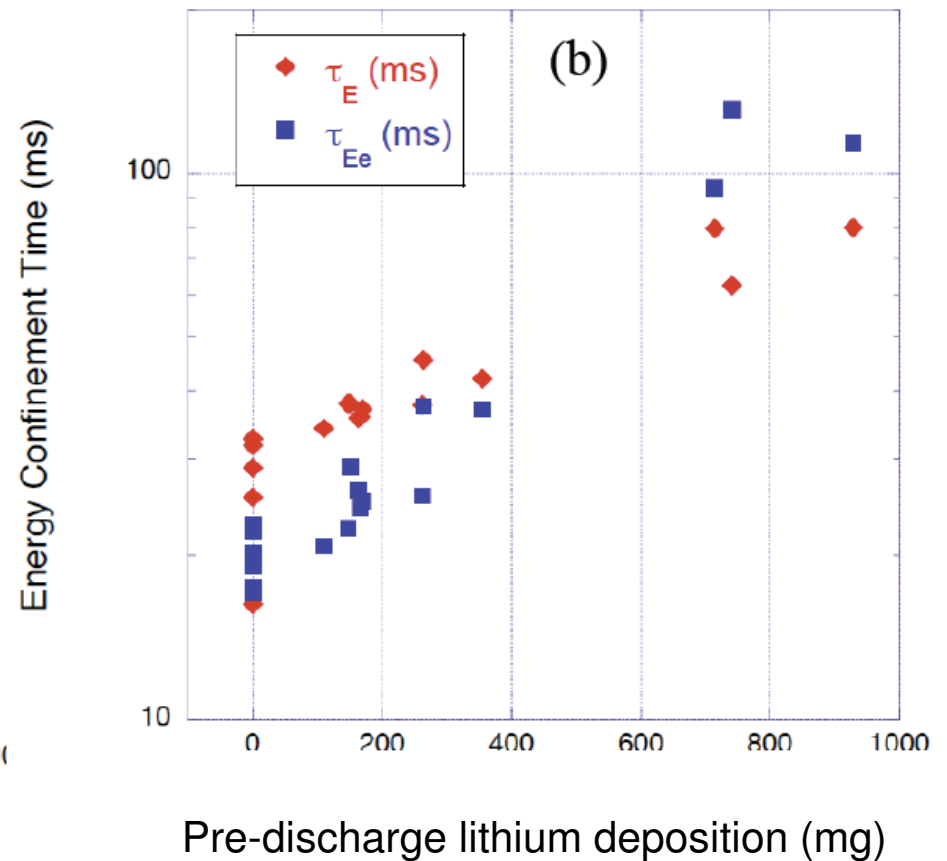 (b)
τE (ms)
τEe (ms)
Energy Confinement Time (ms)
100
10
0 200 400 600 800 1000
Pre-discharge lithium deposition (mg)